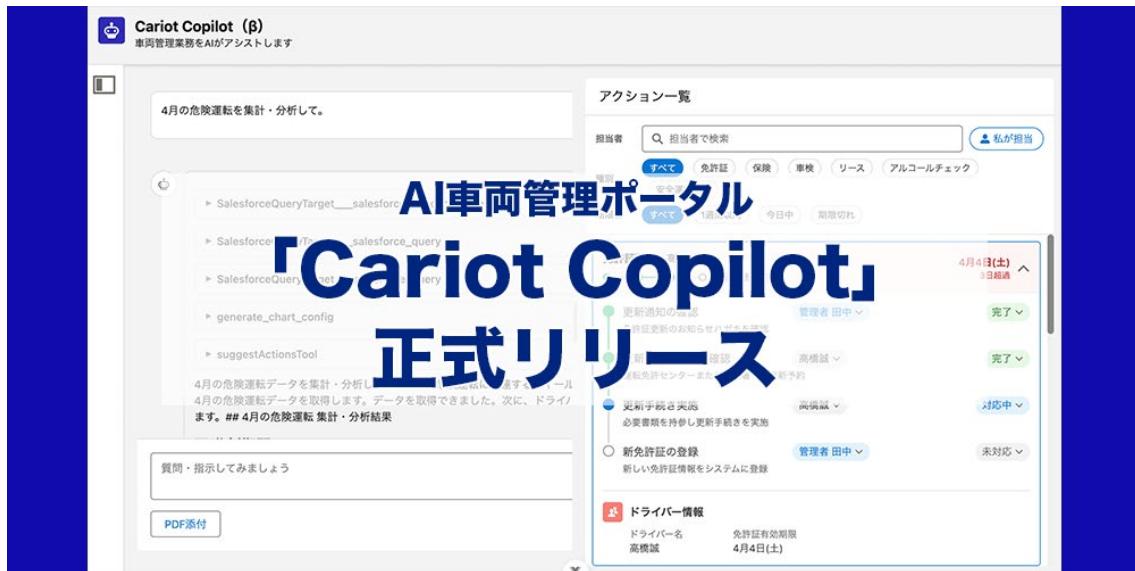 Cariot Copilot（β）
車両管理業務をAIがアシストします
4月の危険運転を集計・分析して。
SalesforceQueryTarget___salesforce
salesforce_query
generate_chart_config
suggestActionsTool
4月の危険運転データを集計・分析し
4月の危険運転データを取得します。データを取得できました。次に、ドライ
ます。## 4月の危険運転 集計・分析結果
質問・指示してみましょう
PDF添付
AI車両管理ポータル
「Cariot Copilot」
正式リリース
アクション一覧
担当者 担当者で検索 私が担当
すべて 免許証 保険 車検 リース アルコールチェック
すべて 今日中 期限切れ
4月4日(土)
3日超過
更新通知の確認 管理者 田中 完了
高橋誠 完了
更新手続き実施 高橋誠 対応中
必要書類を持参し更新手続きを実施
新免許証の登録 管理者 田中 未対応
新しい免許証情報をシステムに登録
ドライバー情報
ドライバー名 免許証有効期限
高橋誠 4月4日(土)